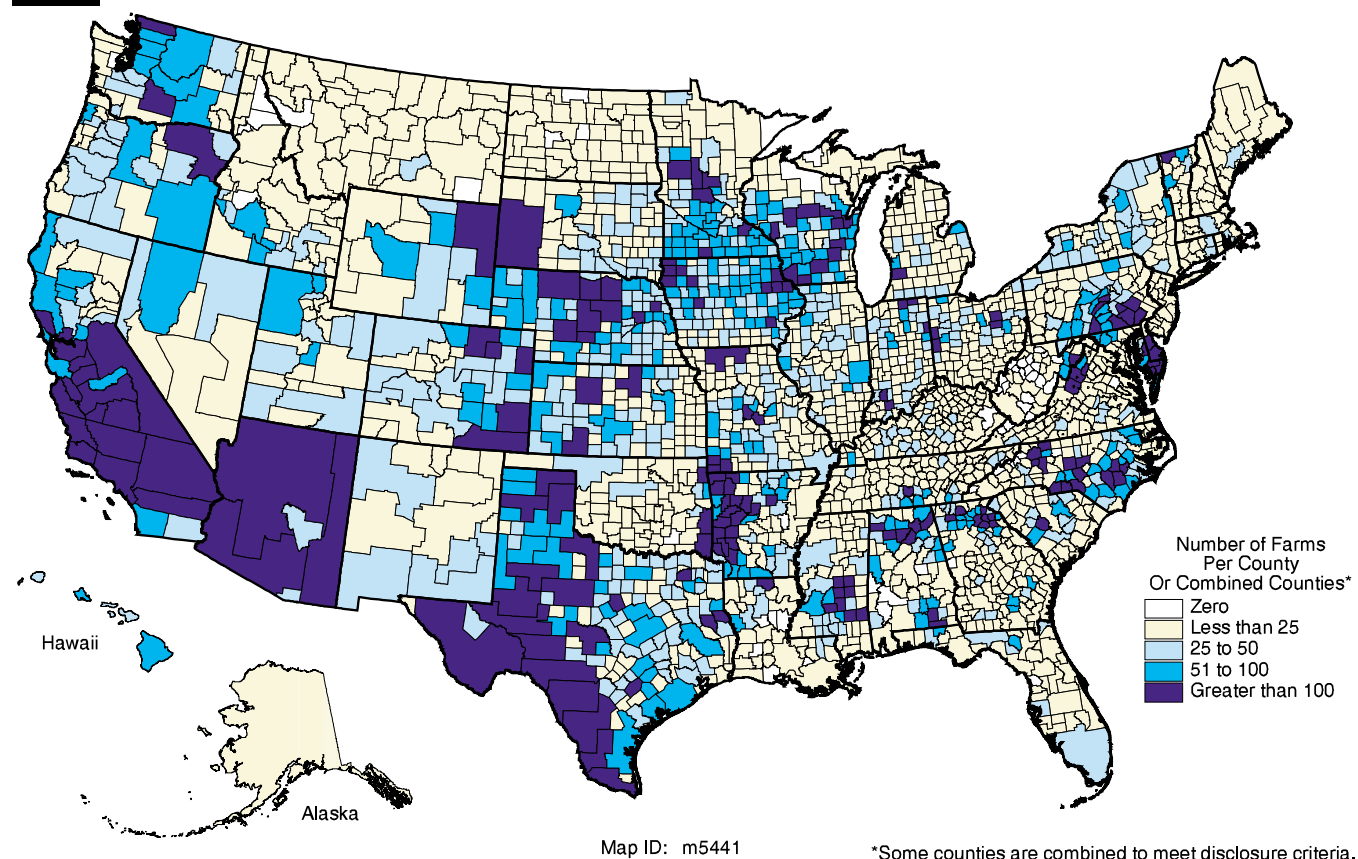 Number of Farms
Per County
Or Combined Counties*
Zero
Less than 25
25 to 50
51 to 100
Greater than 100
Hawaii
Alaska
Map ID: m5441
*Some counties are combined to meet disclosure criteria.